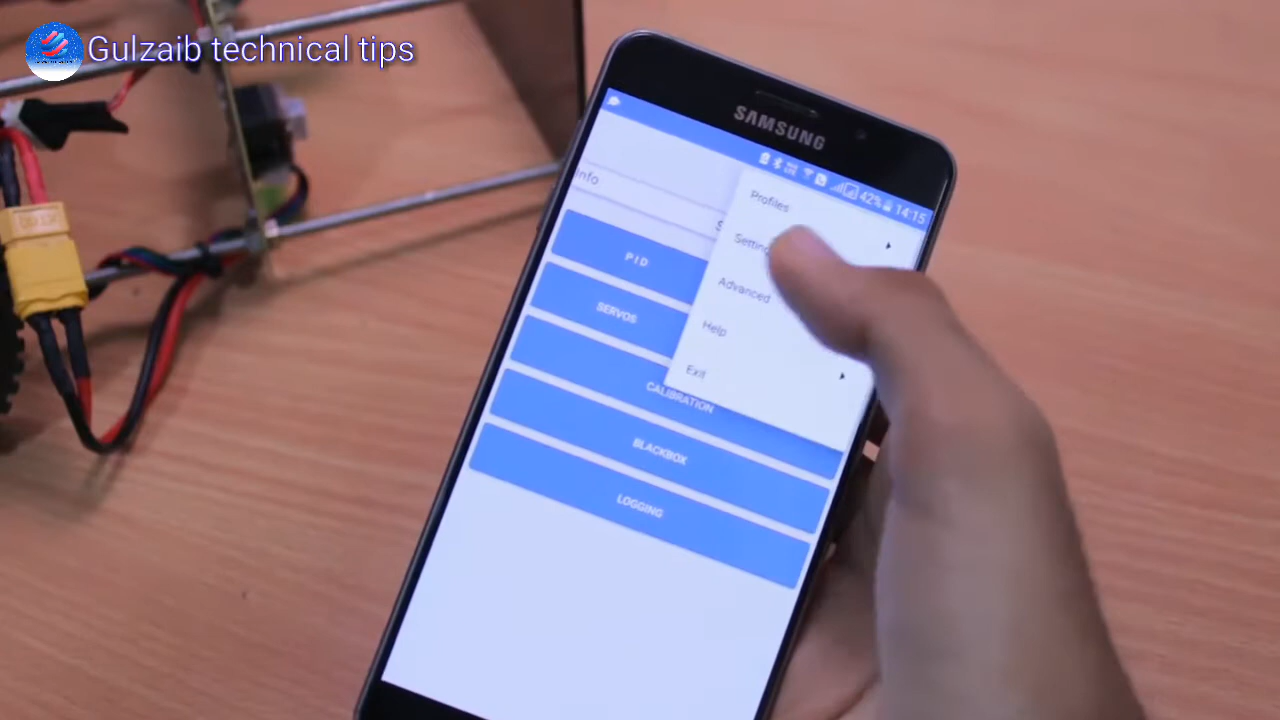 Gulzaib technical tips
SAMSUNG
42% 14:15
Info
Profiles
Advanced
Help
Exit
PID
SERVOS
CALIBRATION
BLACKBOX
LOGGING